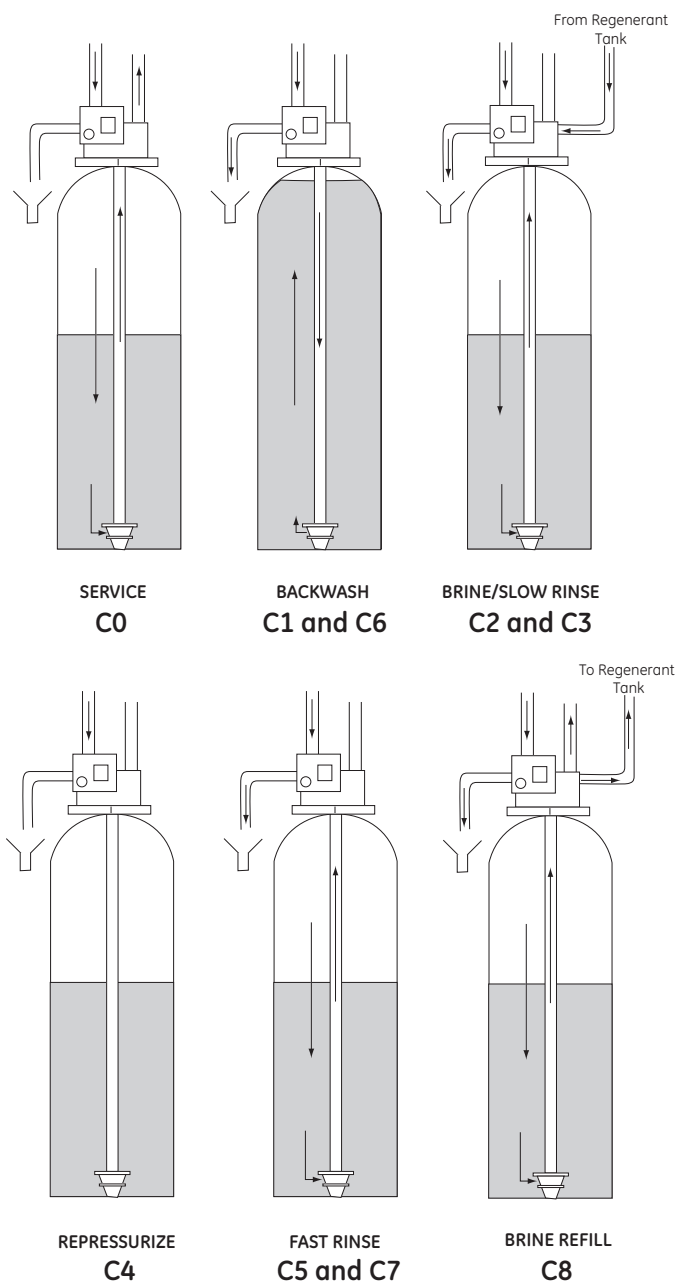 From Regenerant
Tank
SERVICE
C0
BACKWASH
C1 and C6
BRINE/SLOW RINSE
C2 and C3
To Regenerant
Tank
REPRESSURIZE
C4
FAST RINSE
C5 and C7
BRINE REFILL
C8